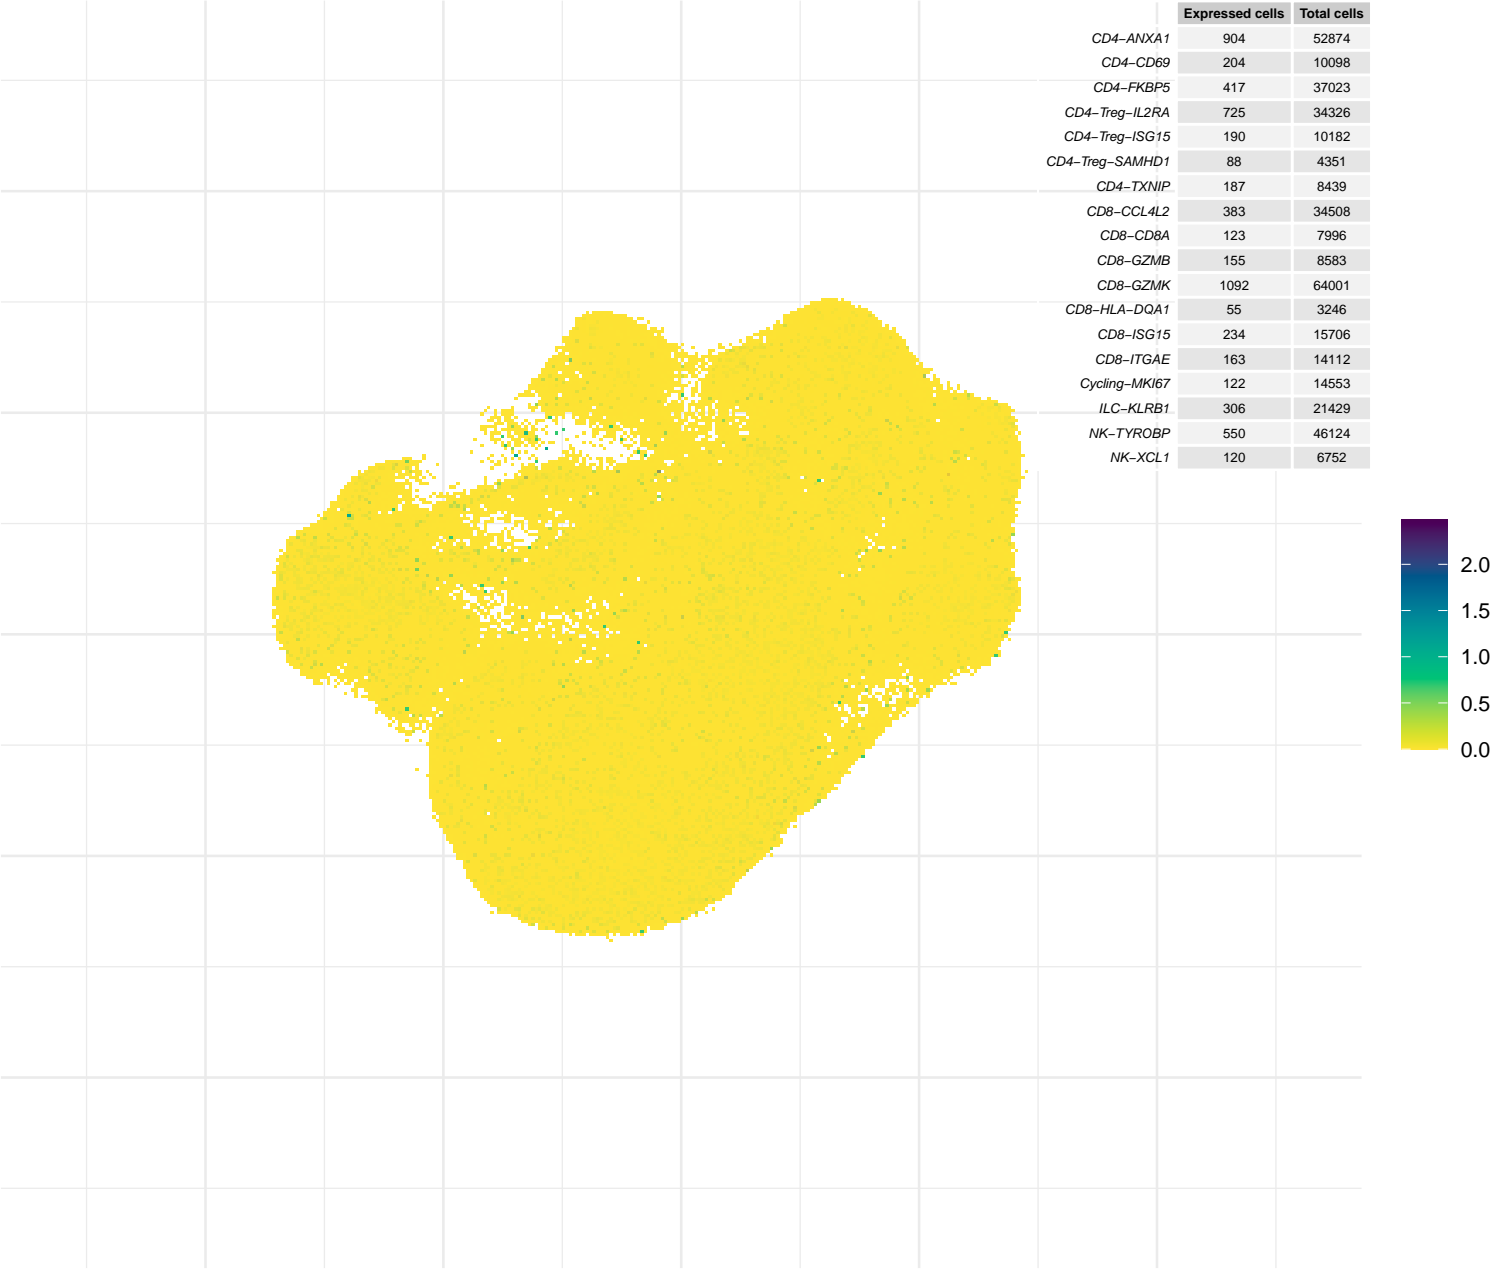 Expressed cells Total cells
CD4−ANXA1 904 52874
CD4−CD69 204 10098
CD4−FKBP5 417 37023
CD4−Treg−IL2RA 725 34326
CD4−Treg−ISG15 190 10182
CD4−Treg−SAMHD1 88 4351
CD4−TXNIP 187 8439
CD8−CCL4L2 383 34508
CD8−CD8A 123 7996
CD8−GZMB 155 8583
CD8−GZMK 1092 64001
CD8−HLA−DQA1 55 3246
CD8−ISG15 234 15706
CD8−ITGAE 163 14112
Cycling−MKI67 122 14553
ILC−KLRB1 306 21429
NK−TYROBP 550 46124
NK−XCL1 120 6752
2.0
1.5
1.0
0.5
0.0